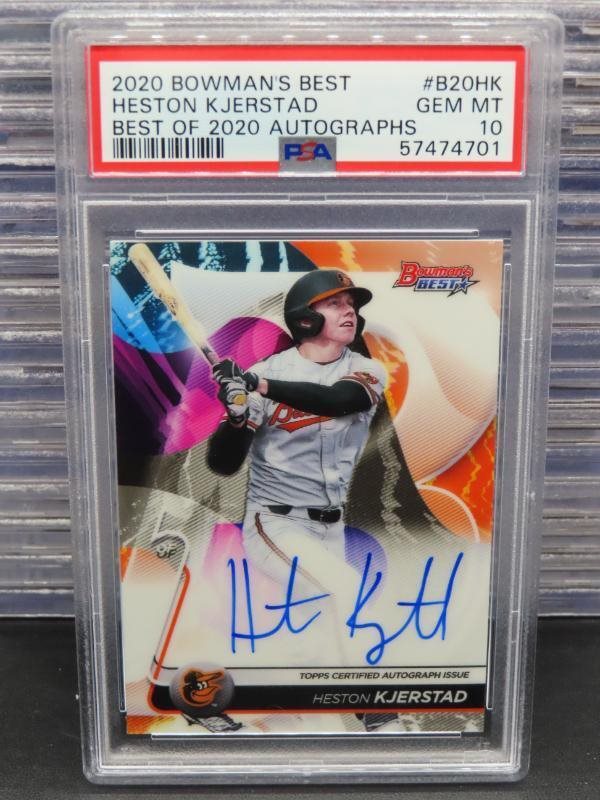 2020 BOWMAN'S BEST #B20HK
HESTON KJERSTAD GEM MT
BEST OF 2020 AUTOGRAPHS 10
PSA 57474701
Bowman's
BEST
OF
TOPPS CERTIFIED AUTOGRAPH ISSUE
HESTON KJERSTAD